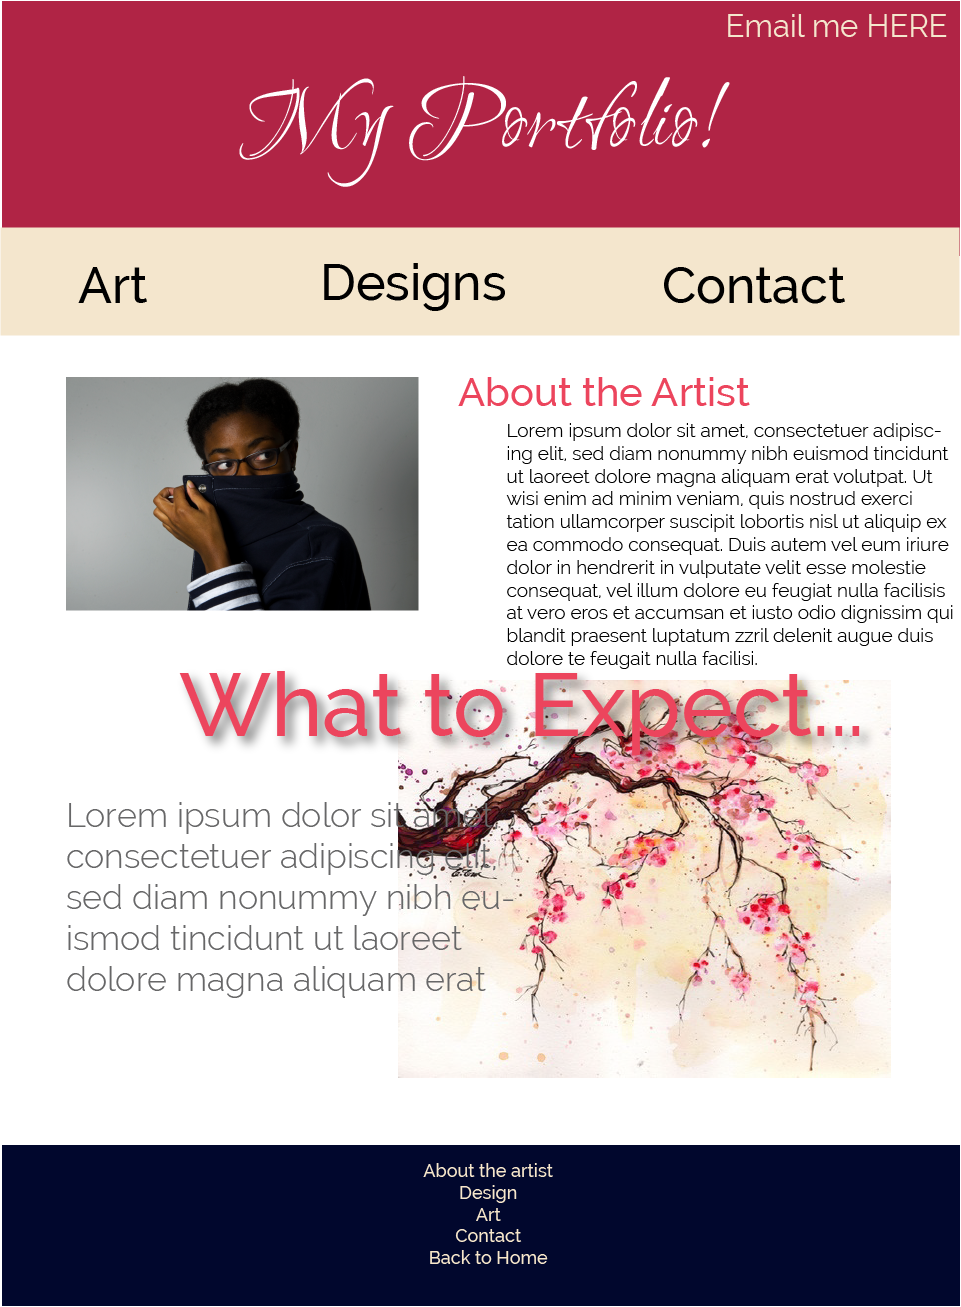 Email me HERE
My Portfolio!
Art
Designs
Contact
About the Artist
Lorem ipsum dolor sit amet, consectetuer adipisc-
ing elit, sed diam nonummy nibh euismod tincidunt
ut laoreet dolore magna aliquam erat volutpat. Ut
wisi enim ad minim veniam, quis nostrud exerci
tation ullamcorper suscipit lobortis nisl ut aliquip ex
ea commodo consequat. Duis autem vel eum iriure
dolor in hendrerit in vulputate velit esse molestie
consequat, vel illum dolore eu feugiat nulla facilisis
at vero eros et accumsan et iusto odio dignissim qui
blandit praesent luptatum zzril delenit augue duis
dolore te feugait nulla facilisi.
What to Expect...
Lorem ipsum dolor sit amet,
consectetuer adipiscing elit,
sed diam nonummy nibh eu-
ismod tincidunt ut laoreet
dolore magna aliquam erat
About the artist
Design
Art
Contact
Back to Home